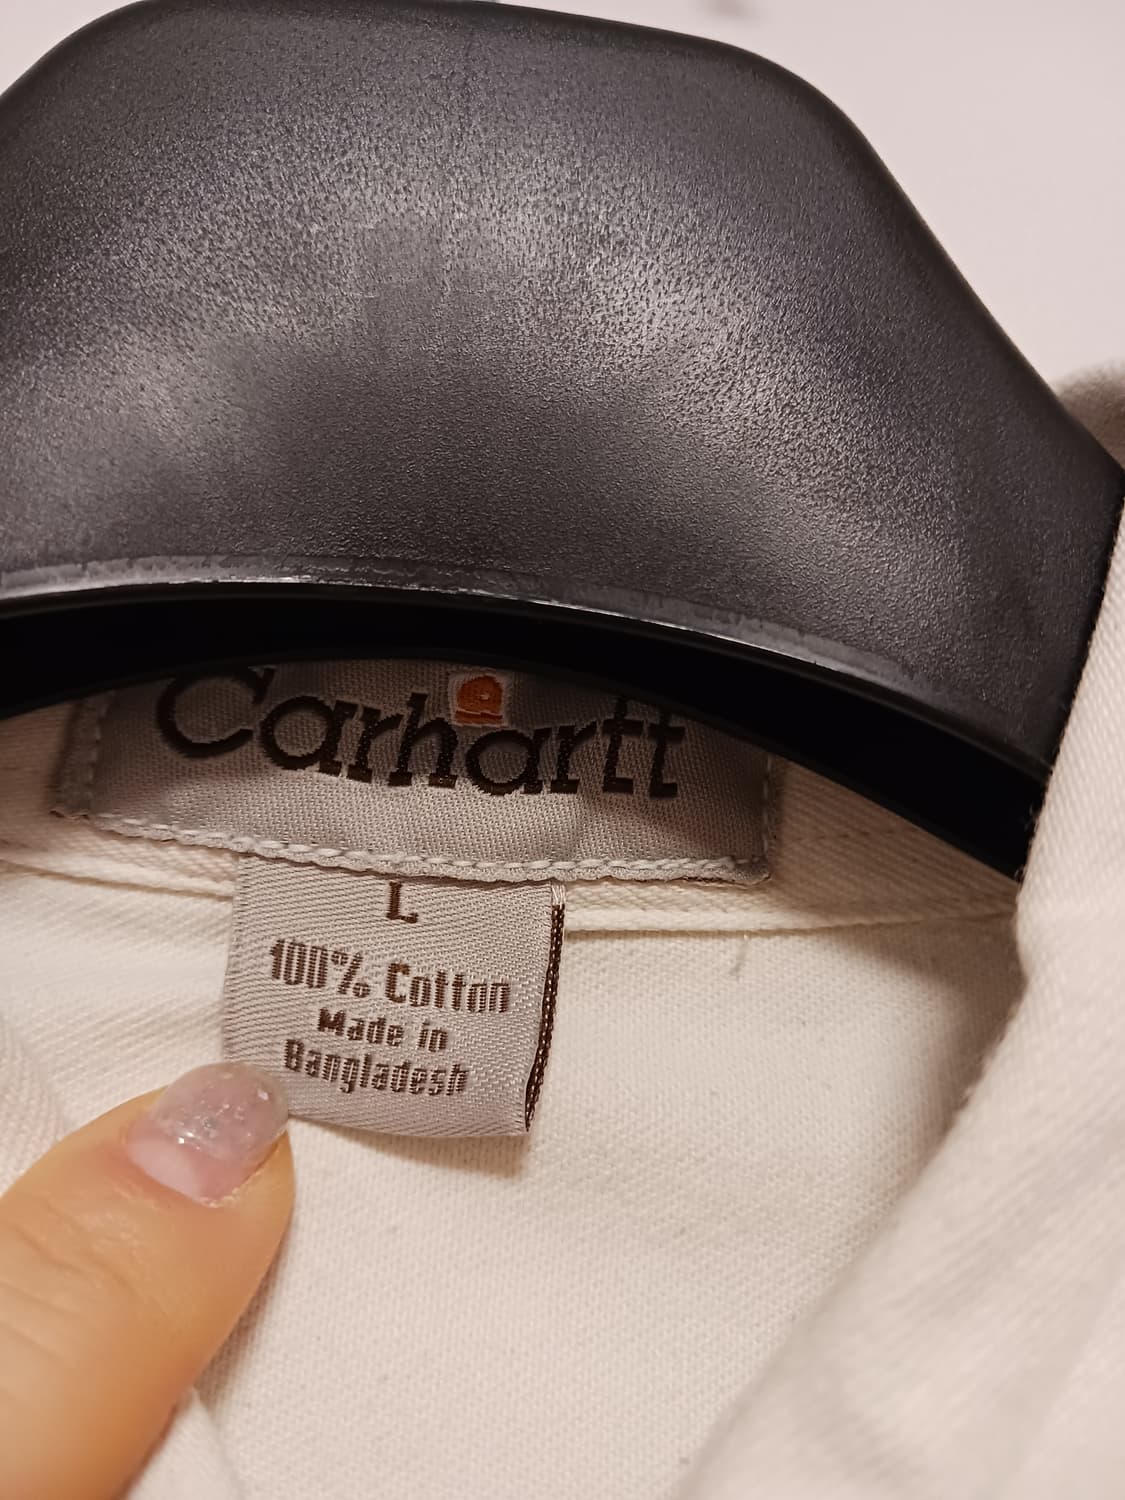 Carhartt
L
100% Cotton
Made in
Bangladesh